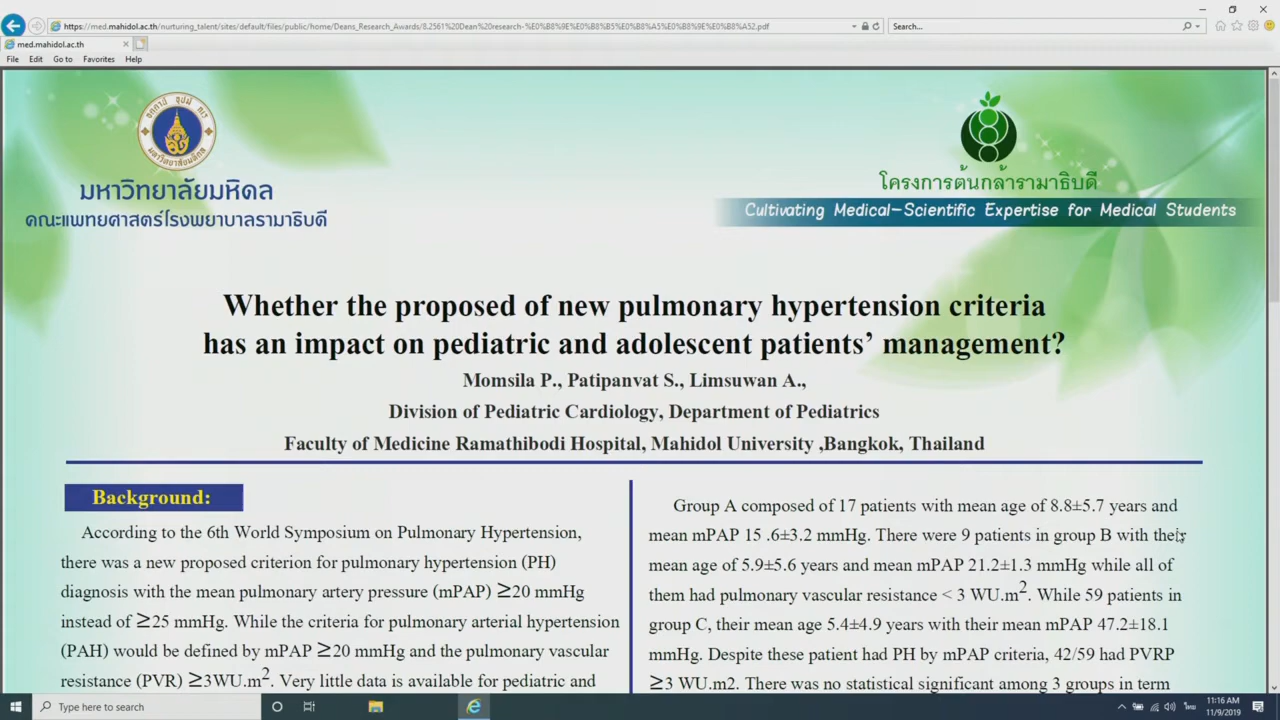 https://med.mahidol.ac.th/nurturing_talent/sites/default/files/public/home/Deans_Research_Awards/8.2561%20Dean%20research-%E0%B8%9E%E0%B8%B5%E0%B8%A5%E0%B8%9E%E0%B8%A52.pdf
Search...
med.mahidol.ac.th
File Edit Go to Favorites Help
มหาวิทยาลัยมหิดล
คณะแพทยศาสตร์โรงพยาบาลรามาธิบดี
โครงการต้นกล้ารามาธิบดี
Cultivating Medical-Scientific Expertise for Medical Students
Whether the proposed of new pulmonary hypertension criteria
has an impact on pediatric and adolescent patients’ management?
Momsila P., Patipanvat S., Limsuwan A.,
Division of Pediatric Cardiology, Department of Pediatrics
Faculty of Medicine Ramathibodi Hospital, Mahidol University ,Bangkok, Thailand
Background:
According to the 6th World Symposium on Pulmonary Hypertension,
there was a new proposed criterion for pulmonary hypertension (PH)
diagnosis with the mean pulmonary artery pressure (mPAP) ≥20 mmHg
instead of ≥25 mmHg. While the criteria for pulmonary arterial hypertension
(PAH) would be defined by mPAP ≥20 mmHg and the pulmonary vascular
resistance (PVR) ≥3WU.m². Very little data is available for pediatric and
Group A composed of 17 patients with mean age of 8.8±5.7 years and
mean mPAP 15 .6±3.2 mmHg. There were 9 patients in group B with their
mean age of 5.9±5.6 years and mean mPAP 21.2±1.3 mmHg while all of
them had pulmonary vascular resistance < 3 WU.m². While 59 patients in
group C, their mean age 5.4±4.9 years with their mean mPAP 47.2±18.1
mmHg. Despite these patient had PH by mPAP criteria, 42/59 had PVRP
≥3 WU.m2. There was no statistical significant among 3 groups in term
Type here to search
ไทย
11:16 AM
11/9/2019